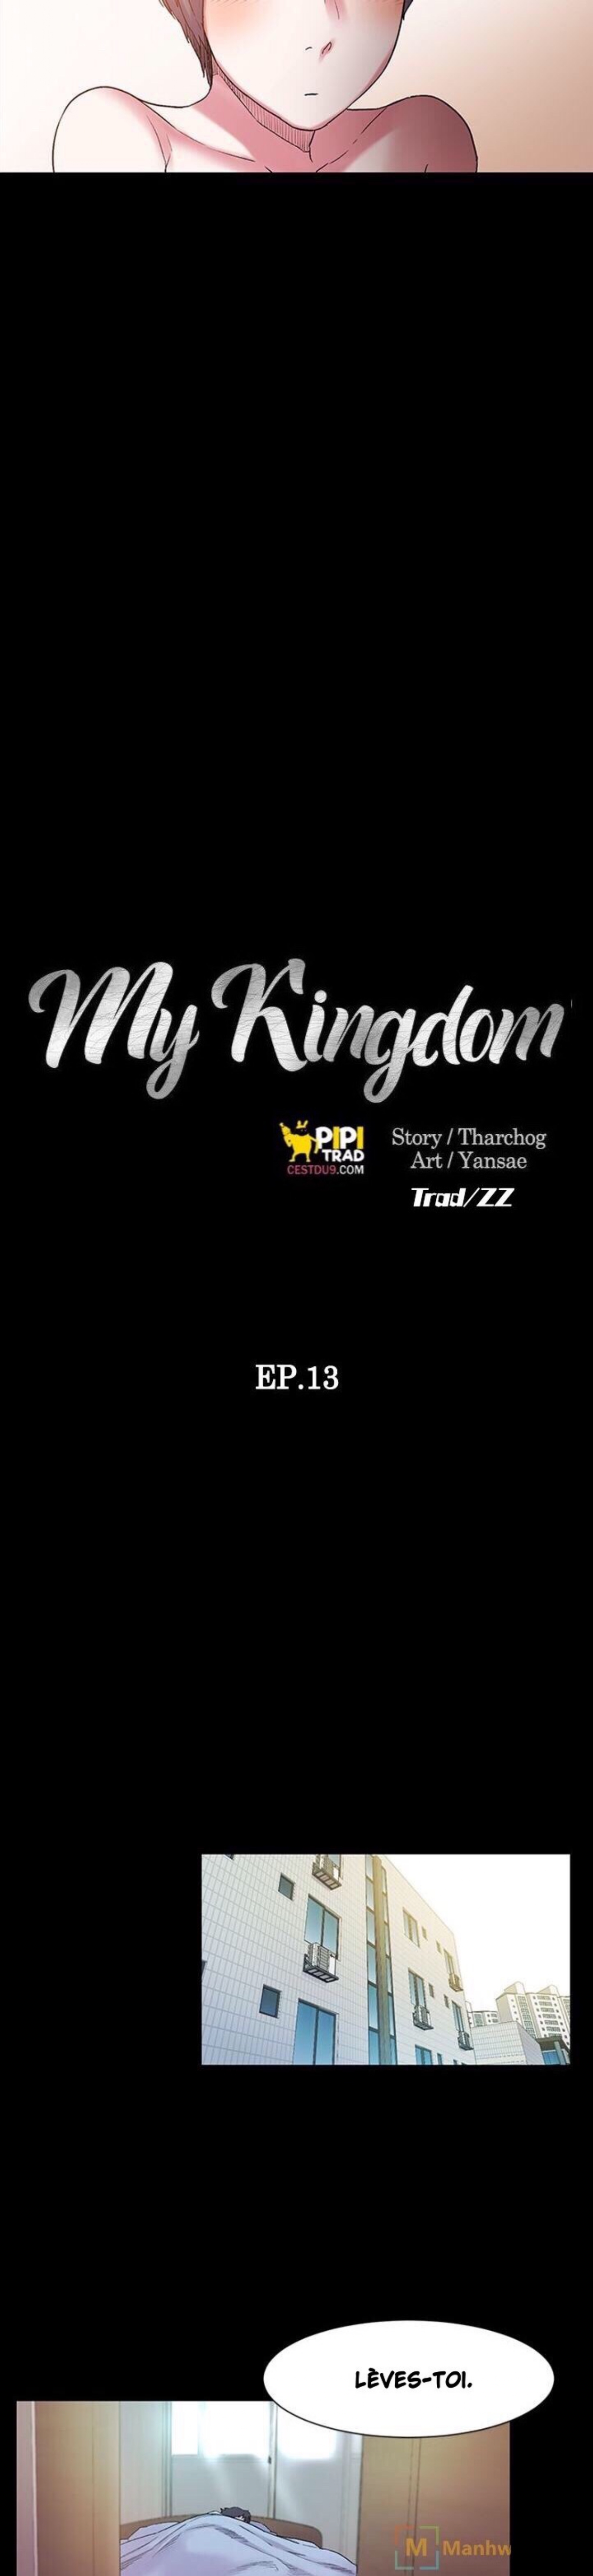 My Kingdom
PIPI
TRAD
CESTDU9.COM
Story / Tharchog
Art / Yansae
Trad/ZZ
EP.13
LÈVES-TOI.
M Manhw